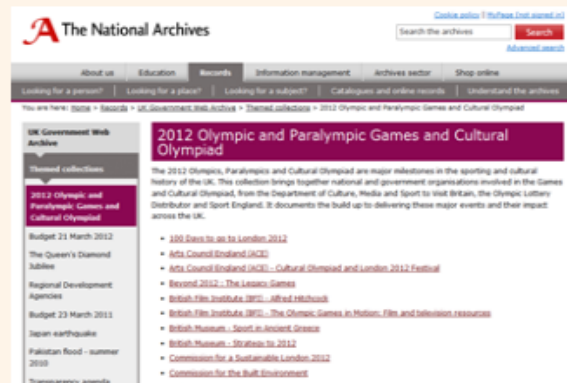 Cookie policy | MyPage (not signed in)
The National Archives
Search the archives
Search
Advanced search
About us
Education
Records
Information management
Archives sector
Shop online
Looking for a person?
Looking for a place?
Looking for a subject?
Catalogues and online records
Understand the archives
You are here: Home > Records > UK Government Web Archive > Themed collections > 2012 Olympic and Paralympic Games and Cultural Olympiad
UK Government Web
Archive
Themed collections
2012 Olympic and
Paralympic Games and
Cultural Olympiad
Budget 21 March 2012
The Queen's Diamond
Jubilee
Regional Development
Agencies
Budget 23 March 2011
Japan earthquake
Pakistan flood - summer
2010
Transparency agenda
2012 Olympic and Paralympic Games and Cultural
Olympiad
The 2012 Olympics, Paralympics and Cultural Olympiad are major milestones in the sporting and cultural
history of the UK. This collection brings together national and government organisations involved in the Games
and Cultural Olympiad, from the Department of Culture, Media and Sport to Visit Britain, the Olympic Lottery
Distributor and Sport England. It documents the build up to delivering these major events and their impact
across the UK.
100 Days to go to London 2012
Arts Council England (ACE)
Arts Council England (ACE) - Cultural Olympiad and London 2012 Festival
Beyond 2012 - The Legacy Games
British Film Institute (BFI) - Alfred Hitchcock
British Film Institute (BFI) - The Olympic Games in Motion: Film and television resources
British Museum - Sport in Ancient Greece
British Museum - Strategy to 2012
Commission for a Sustainable London 2012
Commission for the Built Environment